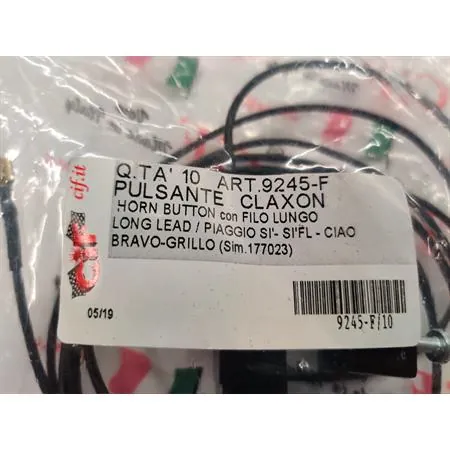 Q.TA' 10 ART.9245-F
PULSANTE CLAXON
HORN BUTTON con FILO LUNGO
LONG LEAD / PIAGGIO SI'- SI'FL - CIAO
BRAVO-GRILLO (Sim.177023)
cif.it
cif
05/19
9245-F/10